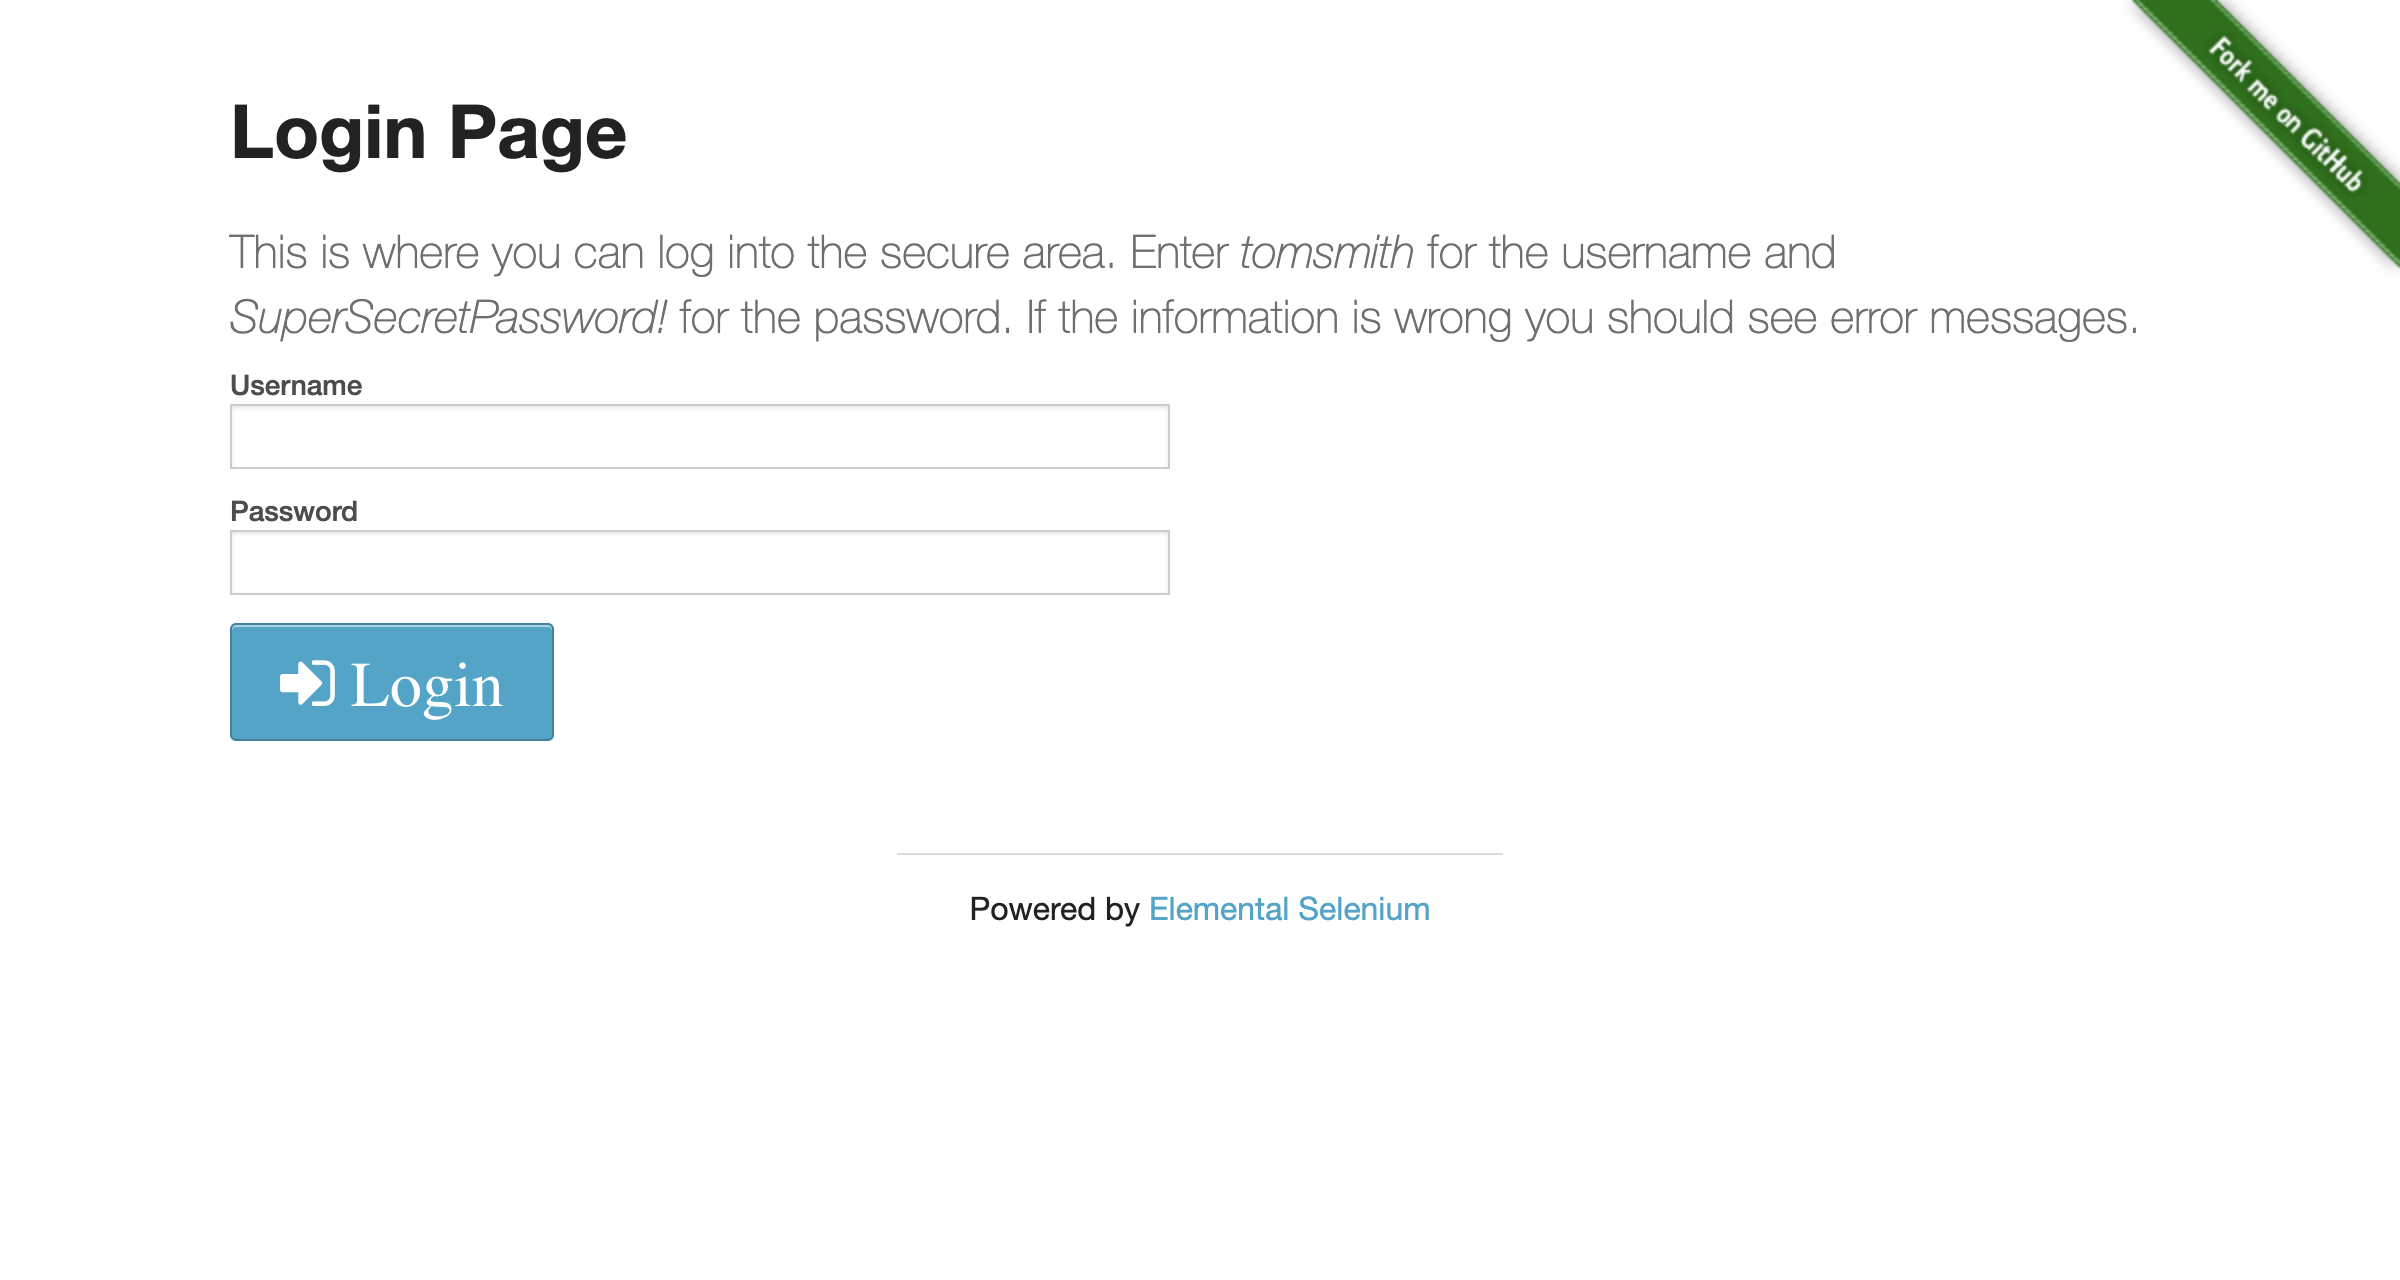 Fork me on GitHub
Login Page
This is where you can log into the secure area. Enter tomsmith for the username and
SuperSecretPassword! for the password. If the information is wrong you should see error messages.
Username
Password
Login
Powered by Elemental Selenium